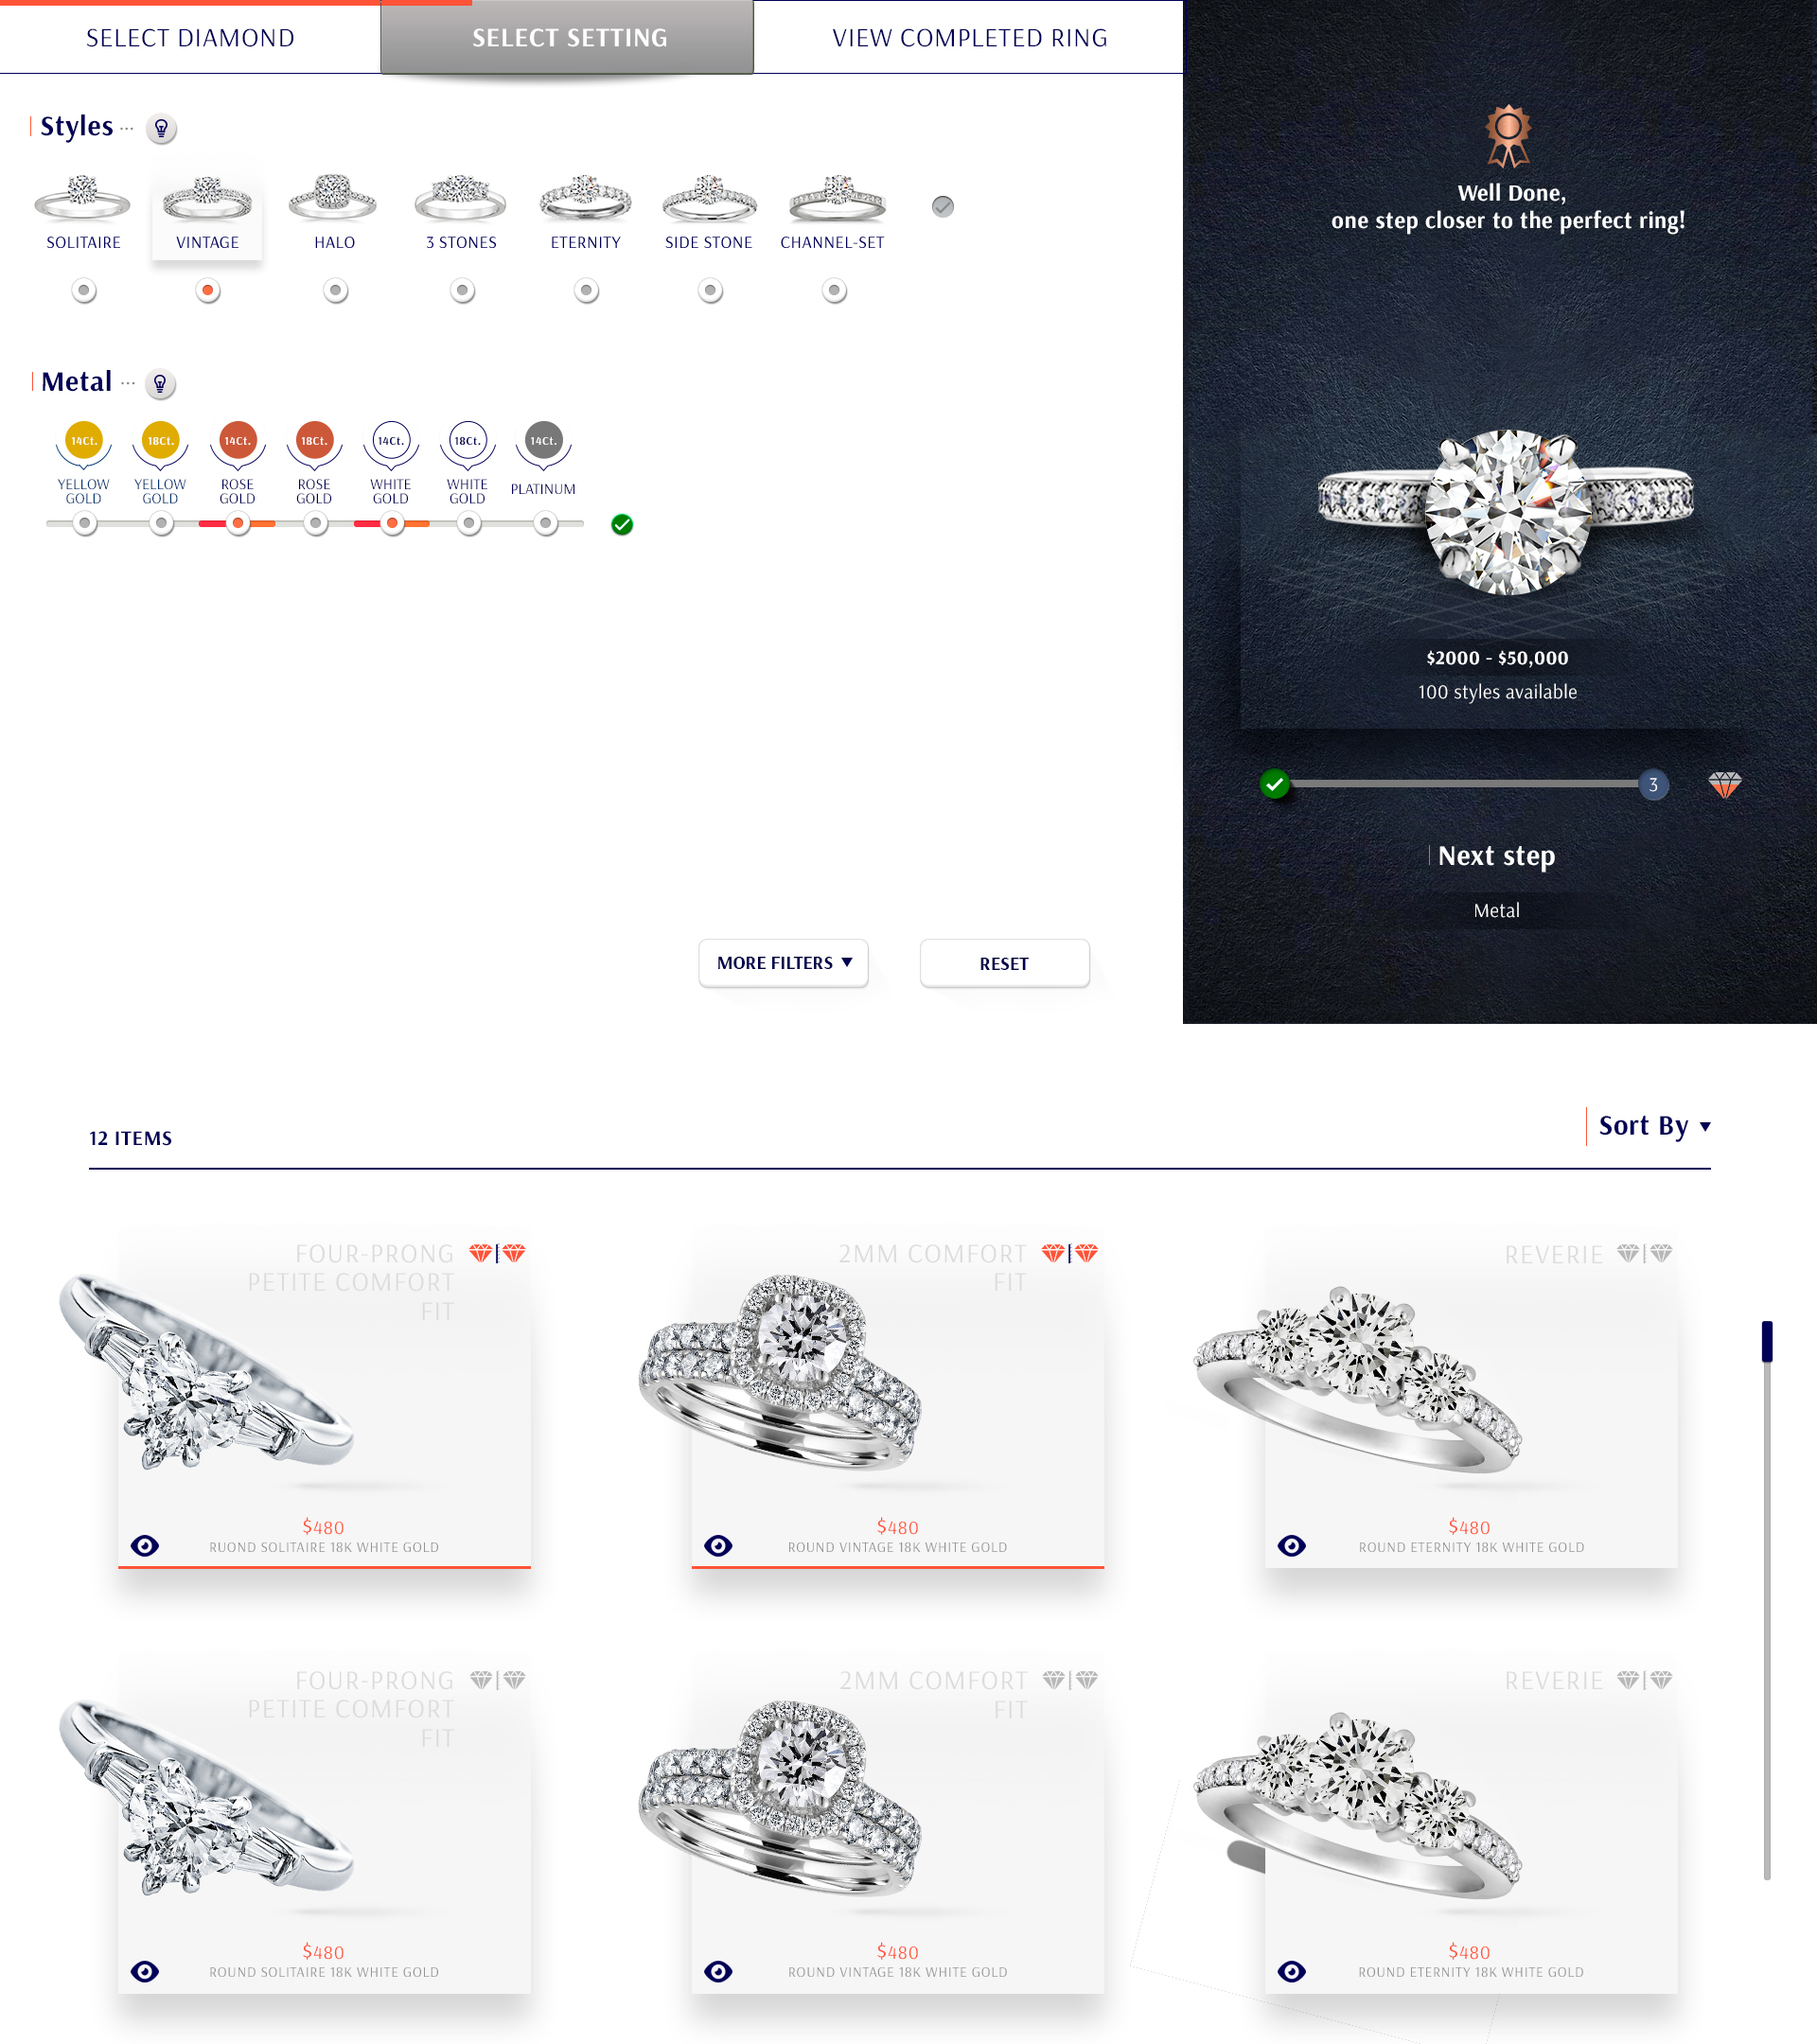 SELECT DIAMOND
SELECT SETTING
VIEW COMPLETED RING
Styles ...
SOLITAIRE
VINTAGE
HALO
3 STONES
ETERNITY
SIDE STONE
CHANNEL-SET
Metal ...
14Ct.
18Ct.
14Ct.
18Ct.
14Ct.
18Ct.
14Ct.
YELLOW
GOLD
YELLOW
GOLD
ROSE
GOLD
ROSE
GOLD
WHITE
GOLD
WHITE
GOLD
PLATINUM
MORE FILTERS
RESET
Well Done,
one step closer to the perfect ring!
$2000 - $50,000
100 styles available
3
Next step
Metal
12 ITEMS
Sort By
FOUR-PRONG
PETITE COMFORT
FIT
$480
RUOND SOLITAIRE 18K WHITE GOLD
2MM COMFORT
FIT
$480
ROUND VINTAGE 18K WHITE GOLD
REVERIE
$480
ROUND ETERNITY 18K WHITE GOLD
FOUR-PRONG
PETITE COMFORT
FIT
$480
ROUND SOLITAIRE 18K WHITE GOLD
2MM COMFORT
FIT
$480
ROUND VINTAGE 18K WHITE GOLD
REVERIE
$480
ROUND ETERNITY 18K WHITE GOLD